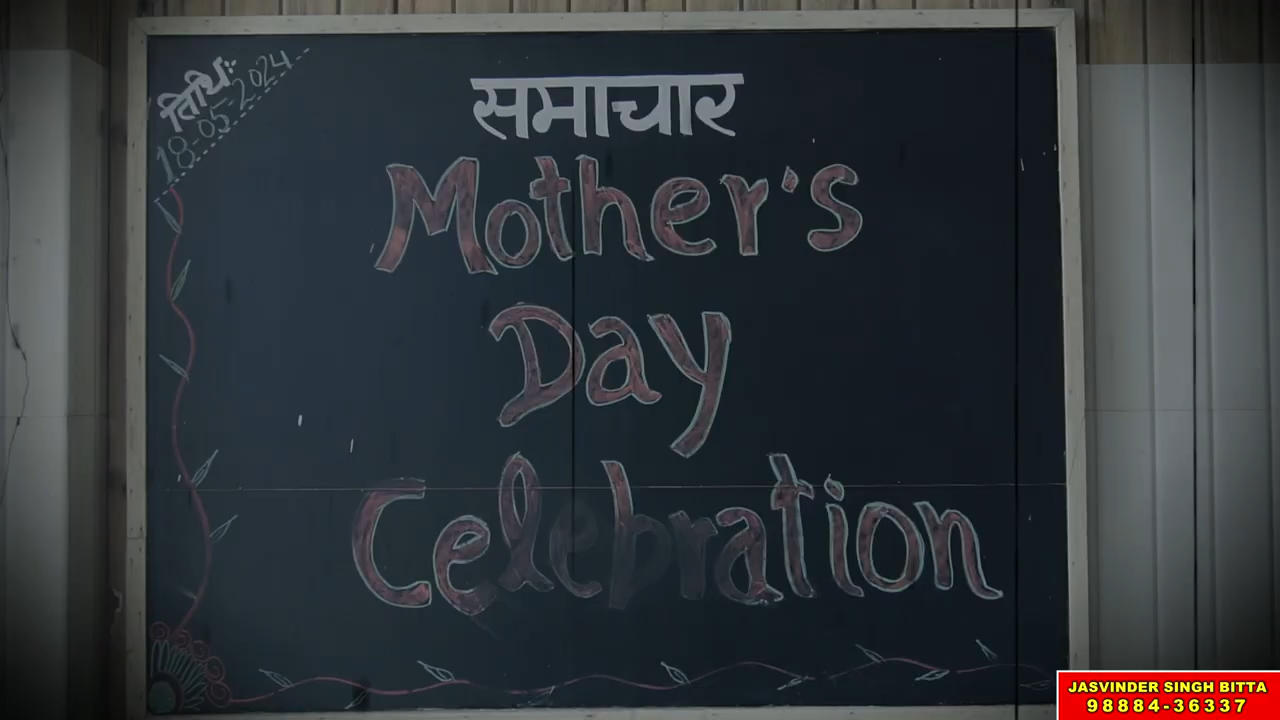 तिथि:
18-05-2024
समाचार
Mother's
Day
Celebration
JASVINDER SINGH BITTA
98884-36337